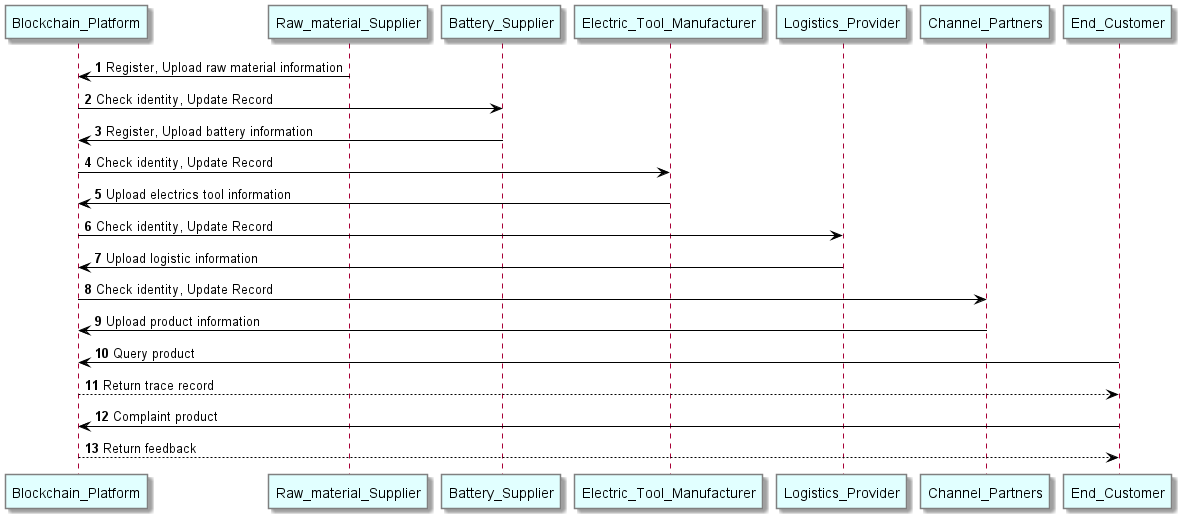 Blockchain_Platform Raw_material_Supplier Battery_Supplier Electric_Tool_Manufacturer Logistics_Provider Channel_Partners End_Customer
1 Register, Upload raw material information
2 Check identity, Update Record
3 Register, Upload battery information
4 Check identity, Update Record
5 Upload electrics tool information
6 Check identity, Update Record
7 Upload logistic information
8 Check identity, Update Record
9 Upload product information
10 Query product
11 Return trace record
12 Complaint product
13 Return feedback
Blockchain_Platform Raw_material_Supplier Battery_Supplier Electric_Tool_Manufacturer Logistics_Provider Channel_Partners End_Customer